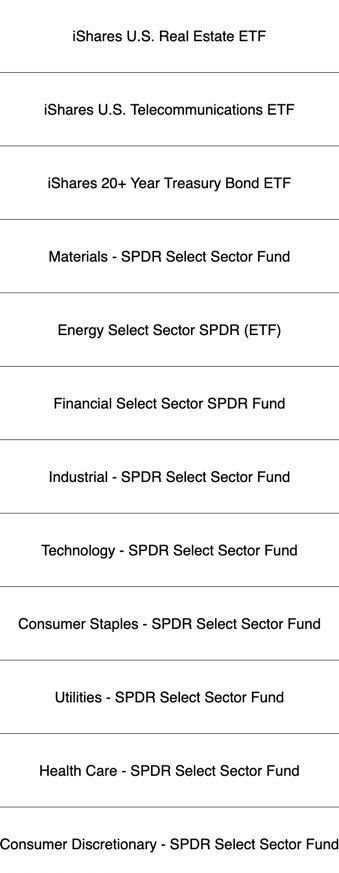 iShares U.S. Real Estate ETF
iShares U.S. Telecommunications ETF
iShares 20+ Year Treasury Bond ETF
Materials - SPDR Select Sector Fund
Energy Select Sector SPDR (ETF)
Financial Select Sector SPDR Fund
Industrial - SPDR Select Sector Fund
Technology - SPDR Select Sector Fund
Consumer Staples - SPDR Select Sector Fund
Utilities - SPDR Select Sector Fund
Health Care - SPDR Select Sector Fund
Consumer Discretionary - SPDR Select Sector Fund